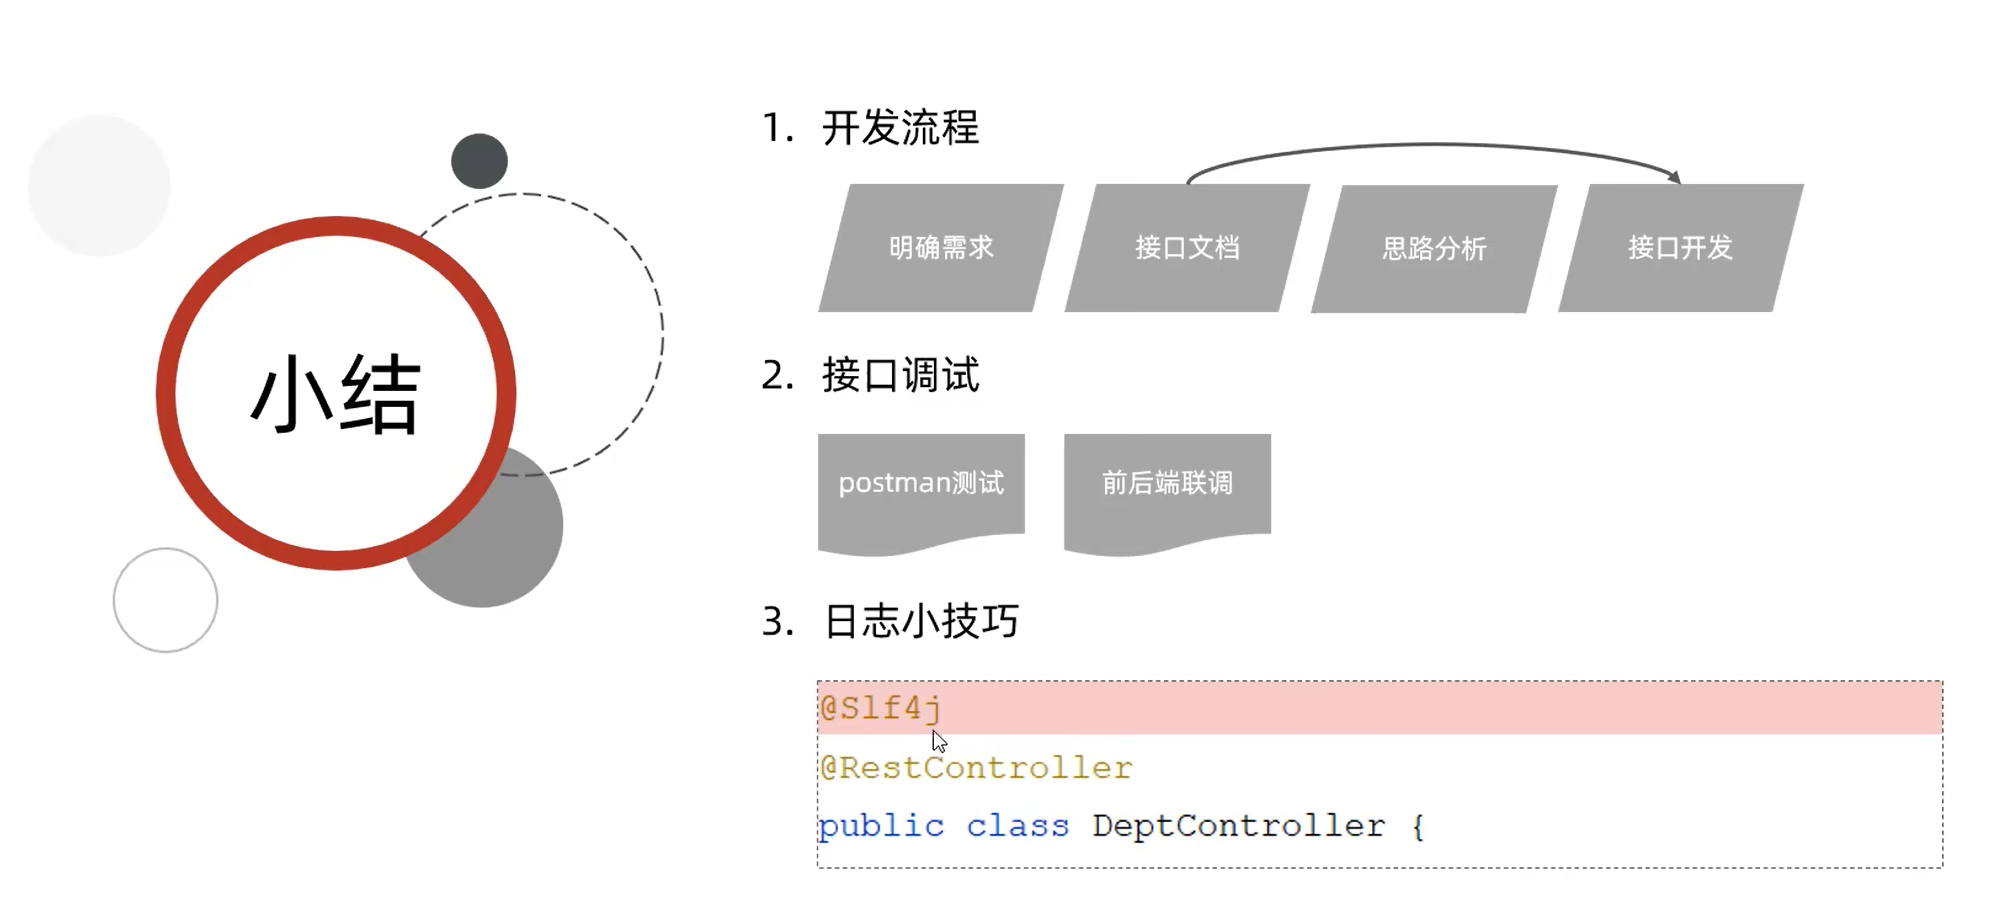 小结
1. 开发流程
明确需求
接口文档
思路分析
接口开发
2. 接口调试
postman测试
前后端联调
3. 日志小技巧
@Slf4j
@RestController
public class DeptController {